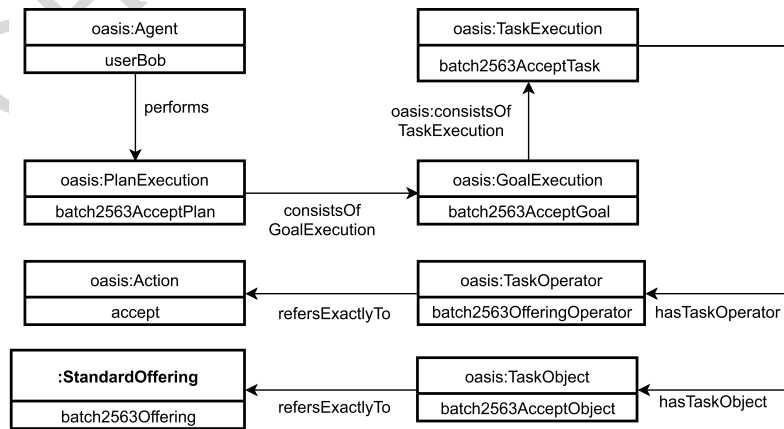 oasis:Agent
userBob
oasis:TaskExecution
batch2563AcceptTask
performs
oasis:consistsOf
TaskExecution
oasis:PlanExecution
batch2563AcceptPlan
consistsOf
GoalExecution
oasis:GoalExecution
batch2563AcceptGoal
oasis:Action
accept
refersExactlyTo
oasis:TaskOperator
batch2563OfferingOperator
hasTaskOperator
:StandardOffering
batch2563Offering
refersExactlyTo
oasis:TaskObject
batch2563AcceptObject
hasTaskObject